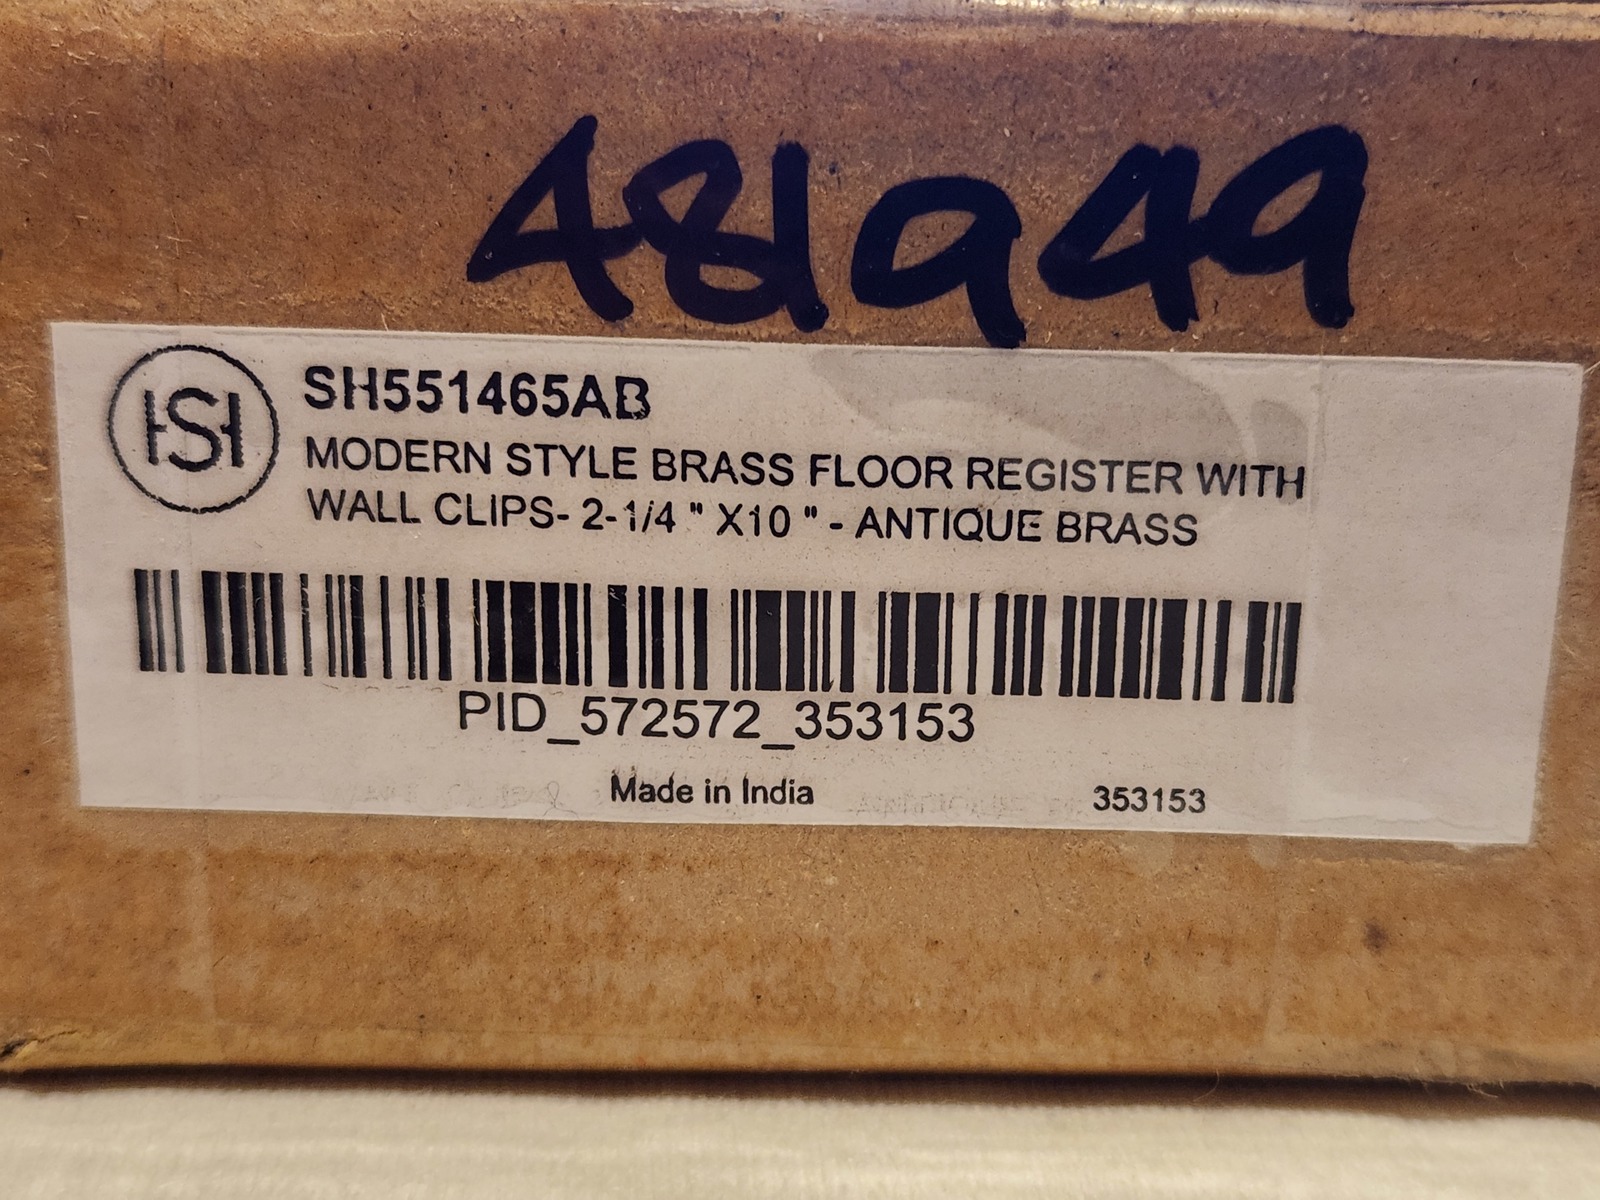 481949
HSH
SH551465AB
MODERN STYLE BRASS FLOOR REGISTER WITH
WALL CLIPS- 2-1/4 " X10 " - ANTIQUE BRASS
PID_572572_353153
Made in India 353153